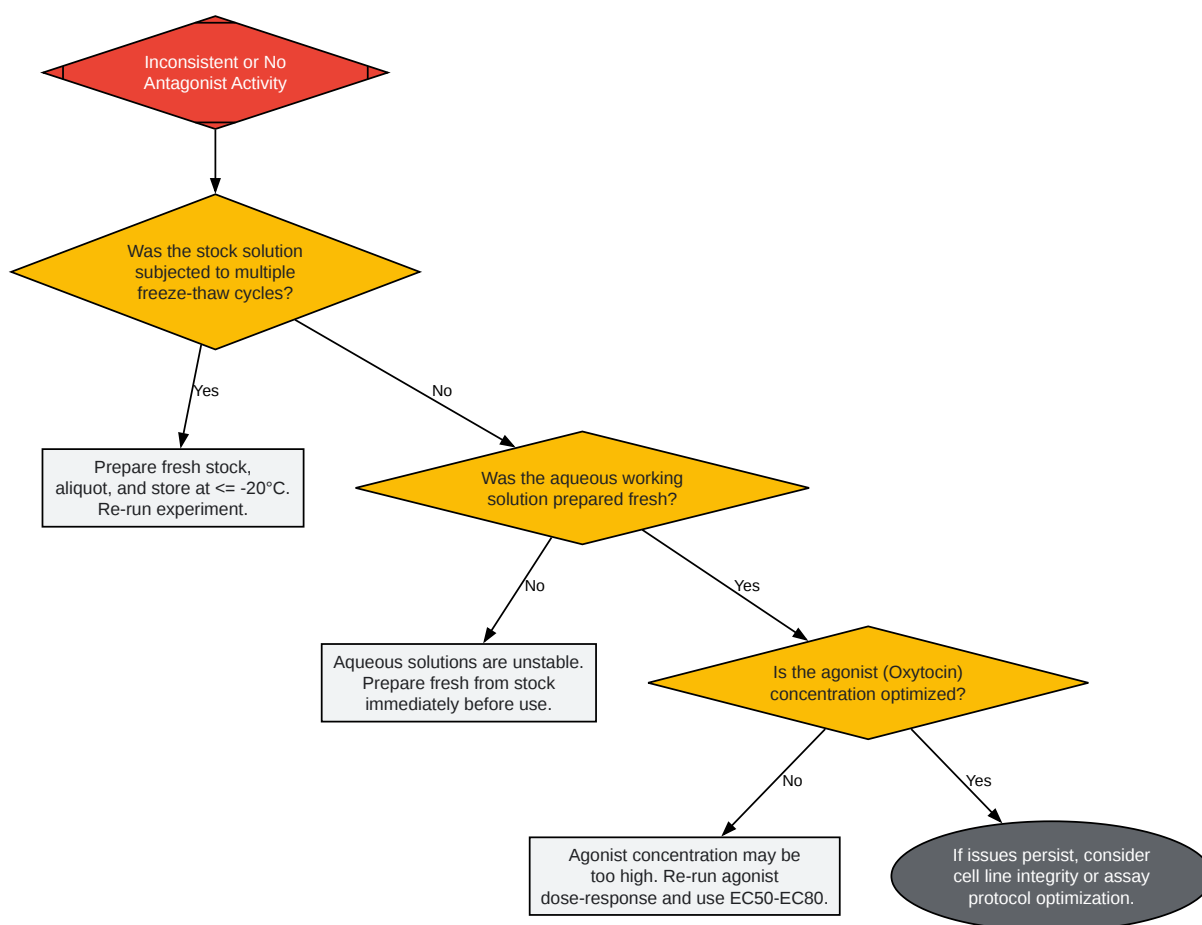 Inconsistent or No
Antagonist Activity
Was the stock solution
subjected to multiple
freeze-thaw cycles?
Yes
No
Prepare fresh stock,
aliquot, and store at <= -20°C.
Re-run experiment.
Was the aqueous working
solution prepared fresh?
No
Yes
Aqueous solutions are unstable.
Prepare fresh from stock
immediately before use.
Is the agonist (Oxytocin)
concentration optimized?
No
Yes
Agonist concentration may be
too high. Re-run agonist
dose-response and use EC50-EC80.
If issues persist, consider
cell line integrity or assay
protocol optimization.